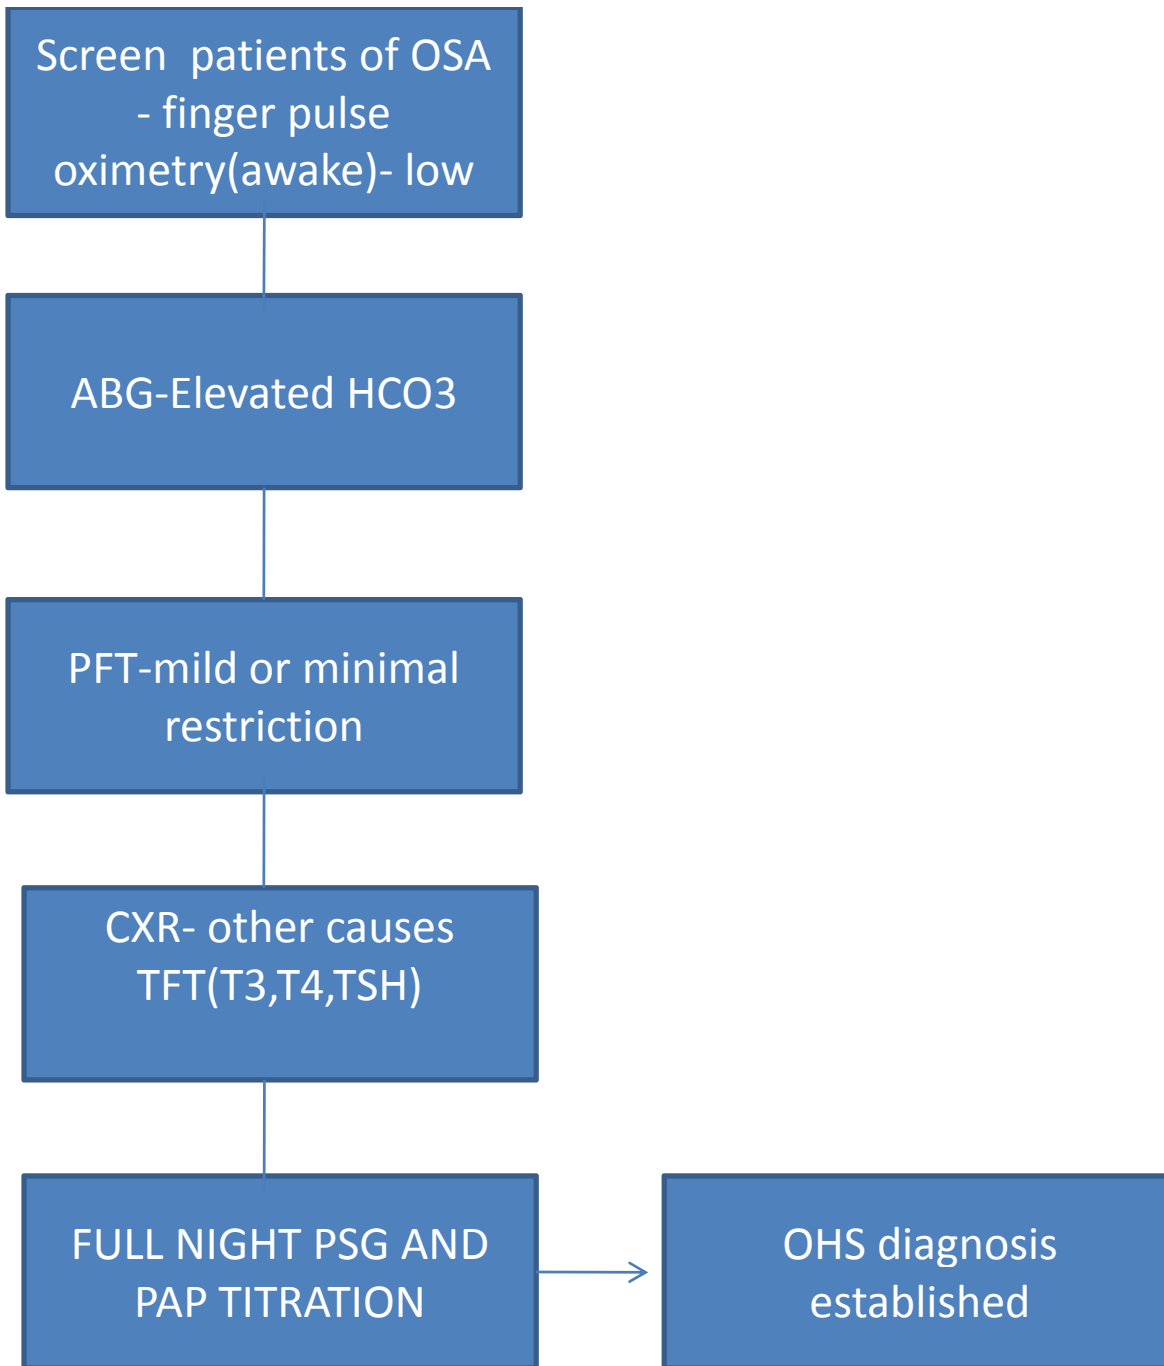 Screen  patients of OSA
- finger pulse
oximetry(awake)- low
ABG-Elevated HCO3
PFT-mild or minimal
restriction
CXR- other causes
TFT(T3,T4,TSH)
FULL NIGHT PSG AND
PAP TITRATION
OHS diagnosis
established